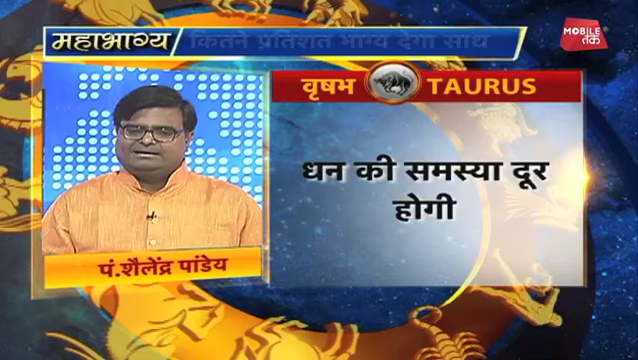 महाभाग्य
कितने प्रतिशत भाग्य देगा साथ
MOBILE
तक
वृषभ TAURUS
धन की समस्या दूर
होगी
पं.शैलेंद्र पांडेय